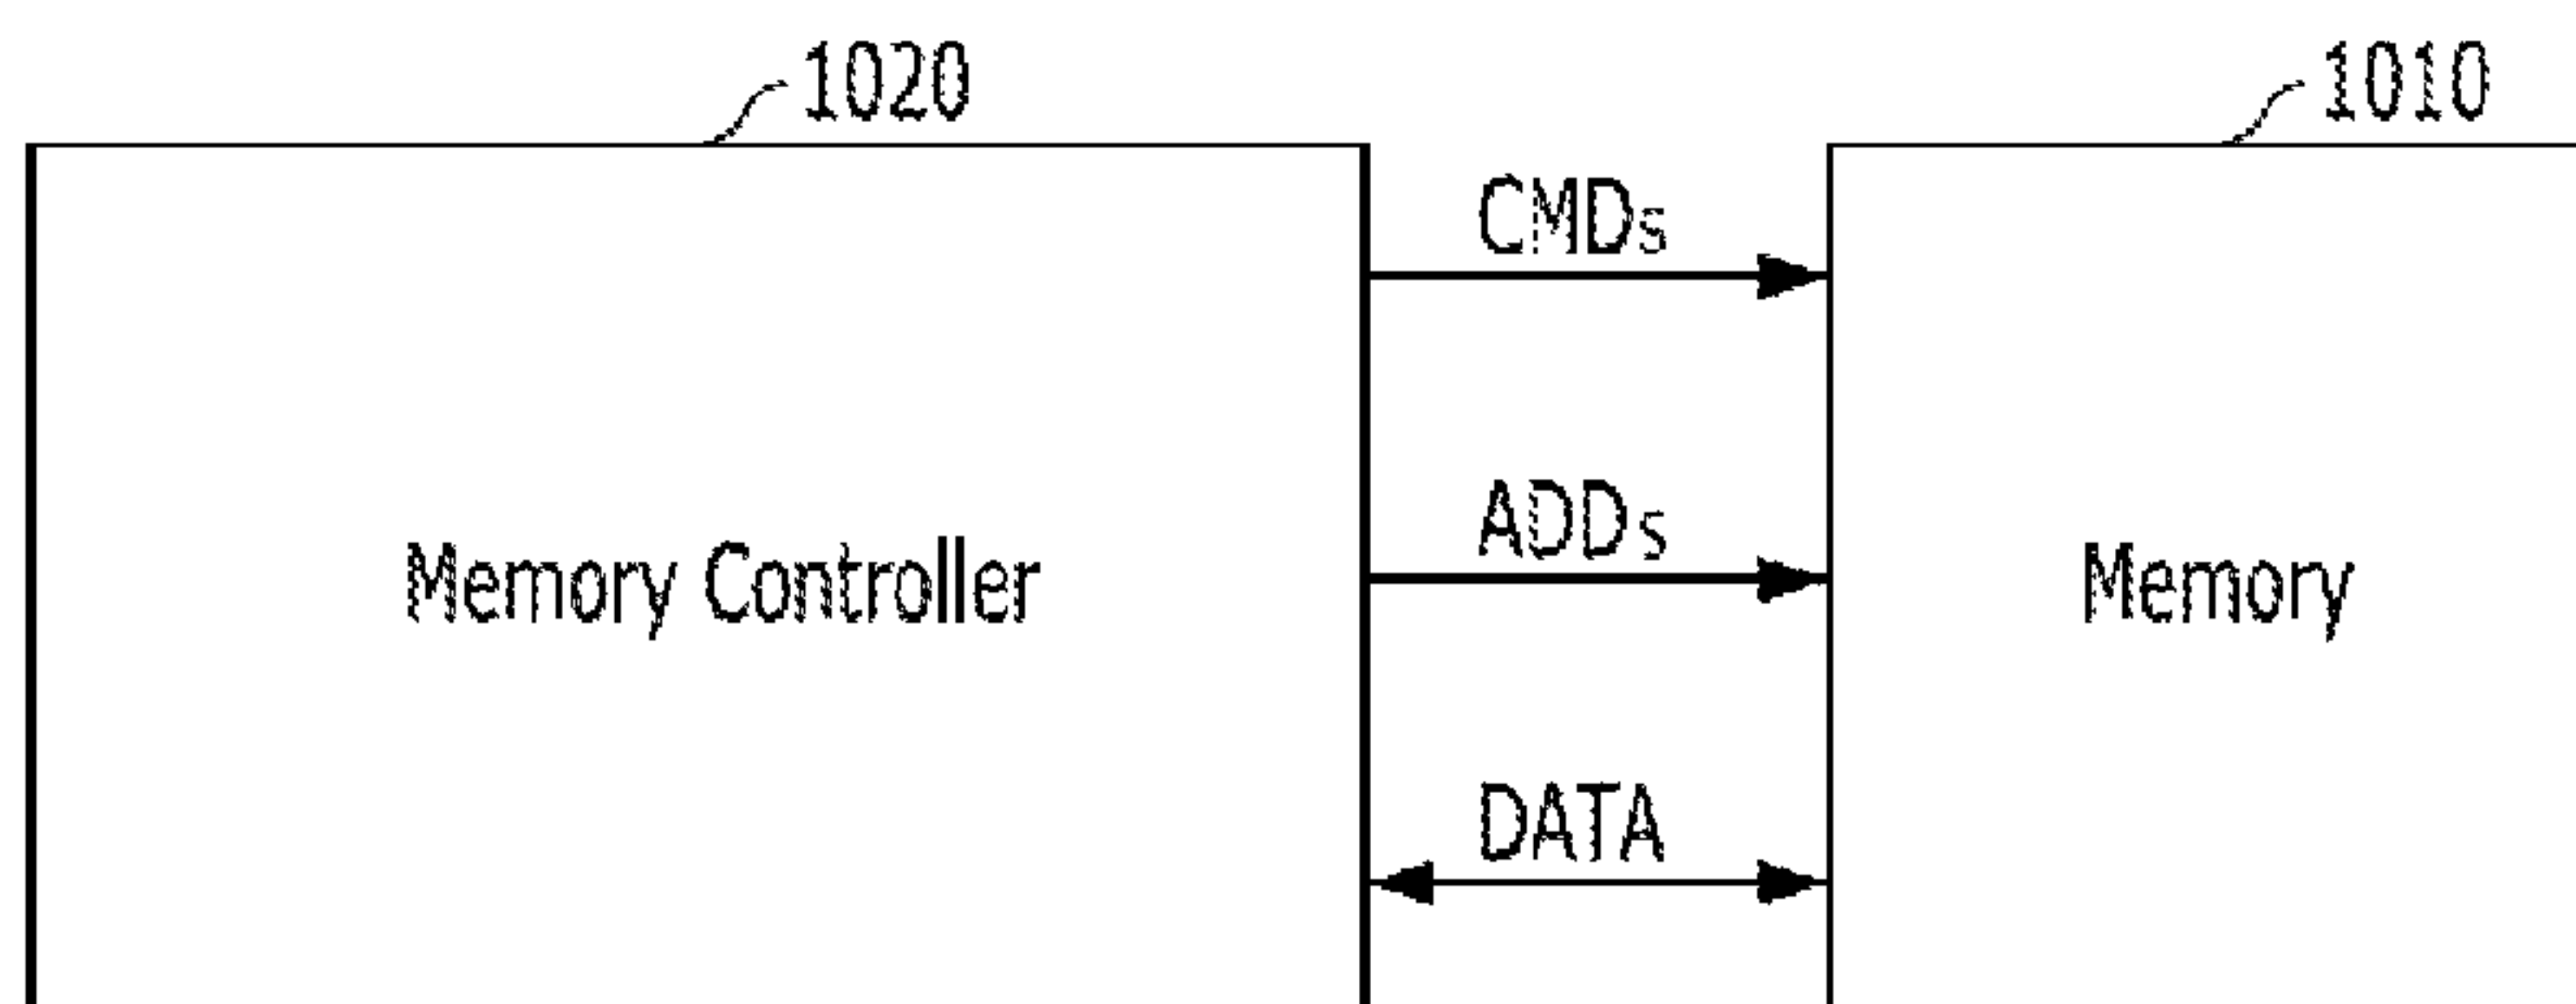 1020
1010
CMDs
ADDs
Memory Controller
Memory
DATA